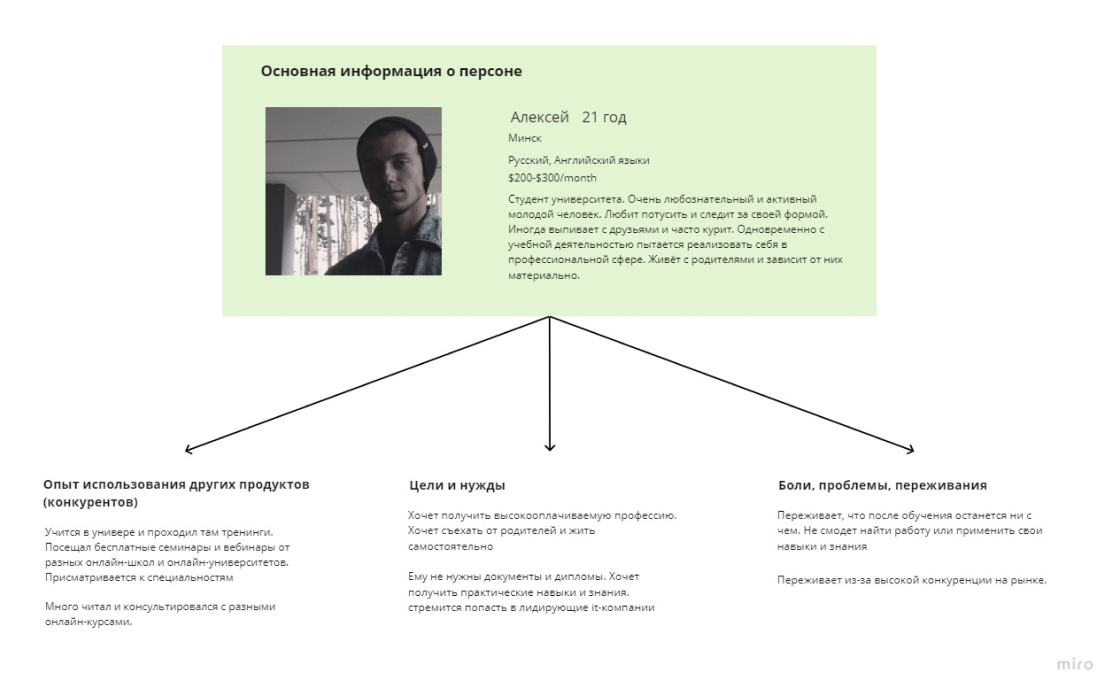 Основная информация о персоне
Алексей 21 год
Минск
Русский, Английский языки
$200-$300/month
Студент университета. Очень любознательный и активный
молодой человек. Любит потусить и следит за своей формой.
Иногда выпивает с друзьями и часто курит. Одновременно с
учебной деятельностью пытается реализовать себя в
профессиональной сфере. Живёт с родителями и зависит от них
материально.
Опыт использования других продуктов
(конкурентов)
Учится в универе и проходил там тренинги.
Посещал бесплатные семинары и вебинары от
разных онлайн-школ и онлайн-университетов.
Присматривается к специальностям
Много читал и консультировался с разными
онлайн-курсами.
Цели и нужды
Хочет получить высокооплачиваемую профессию.
Хочет съехать от родителей и жить
самостоятельно
Ему не нужны документы и дипломы. Хочет
получить практические навыки и знания.
стремится попасть в лидирующие it-компании
Боли, проблемы, переживания
Переживает, что после обучения останется ни с
чем. Не смодет найти работу или применить свои
навыки и знания
Переживает из-за высокой конкуренции на рынке.
miro